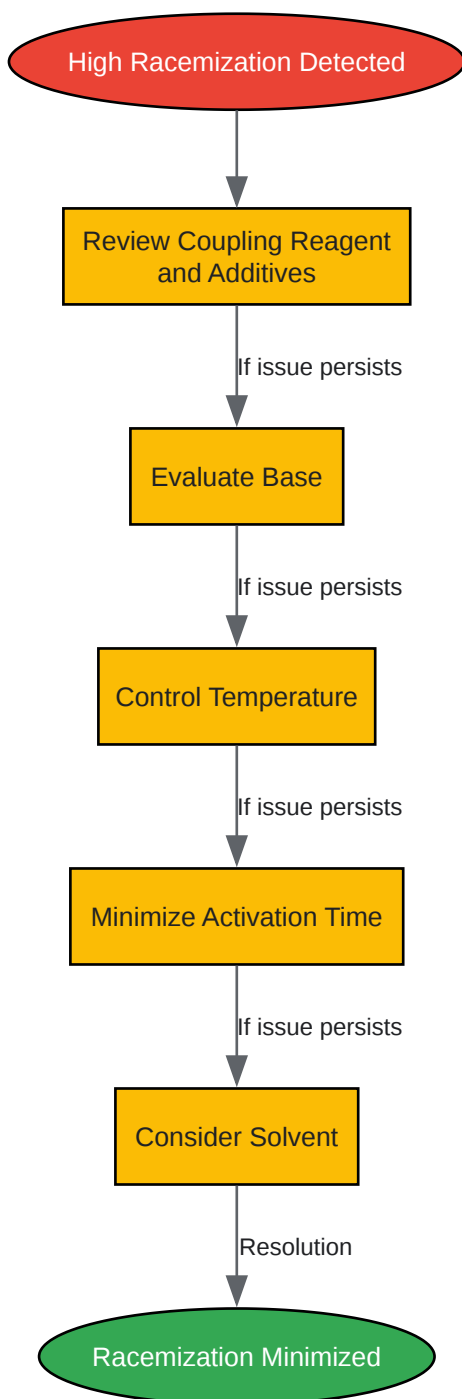 High Racemization Detected
Review Coupling Reagent
and Additives
If issue persists
Evaluate Base
If issue persists
Control Temperature
If issue persists
Minimize Activation Time
If issue persists
Consider Solvent
Resolution
Racemization Minimized